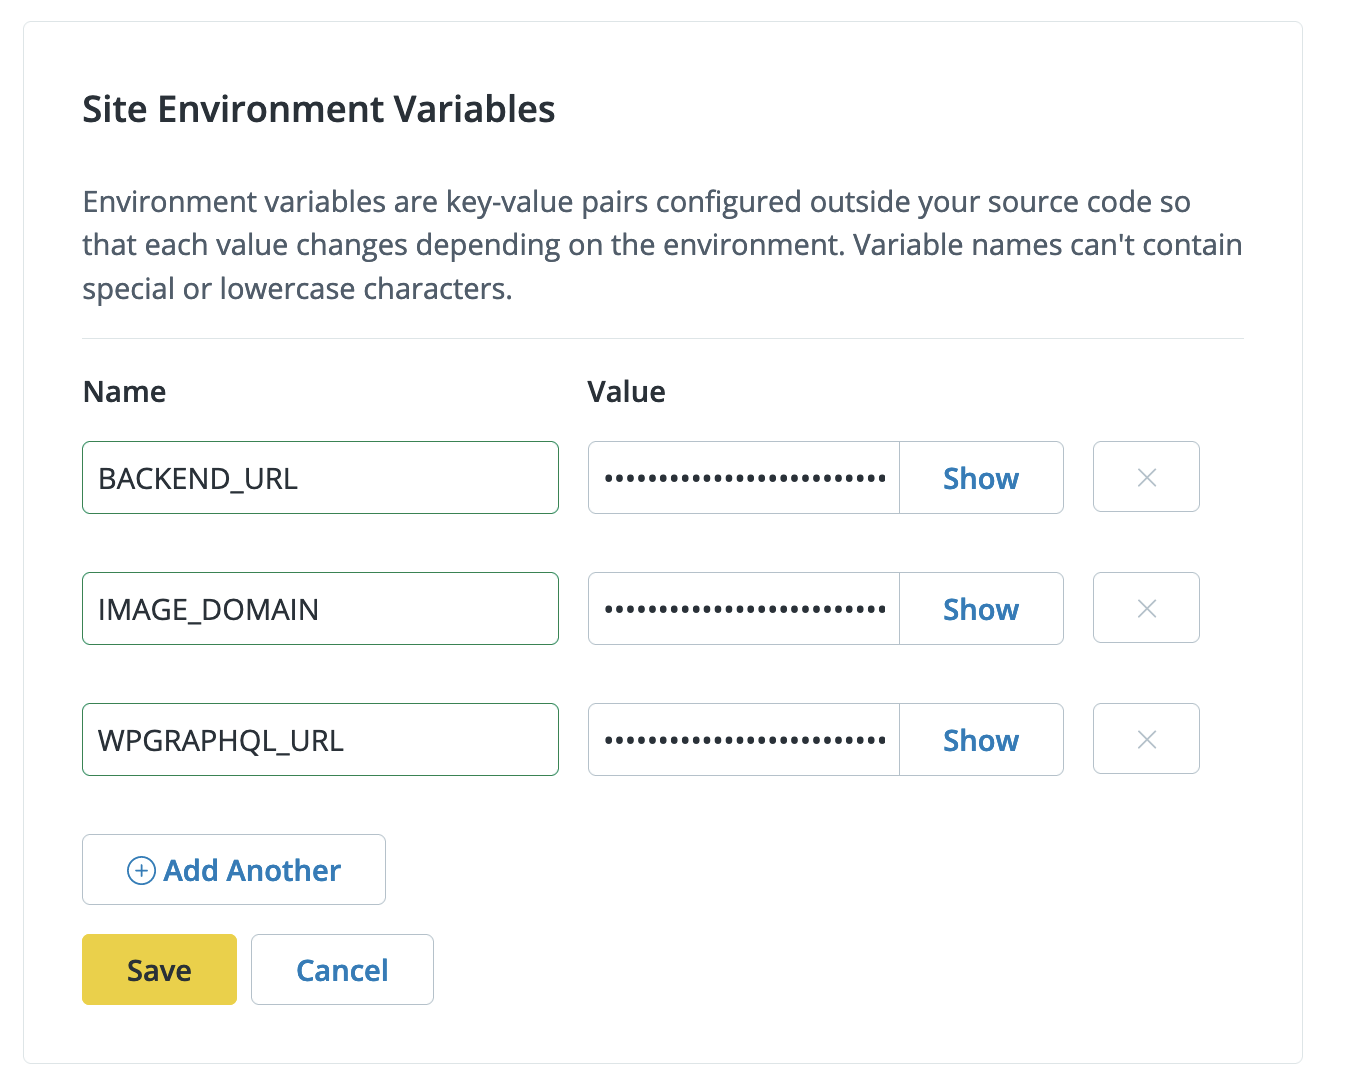 Site Environment Variables
Environment variables are key-value pairs configured outside your source code so
that each value changes depending on the environment. Variable names can't contain
special or lowercase characters.
Name Value
BACKEND_URL •••••••••••••••••••••••••• Show
IMAGE_DOMAIN •••••••••••••••••••••••••• Show
WPGRAPHQL_URL •••••••••••••••••••••••••• Show
Add Another
Save Cancel